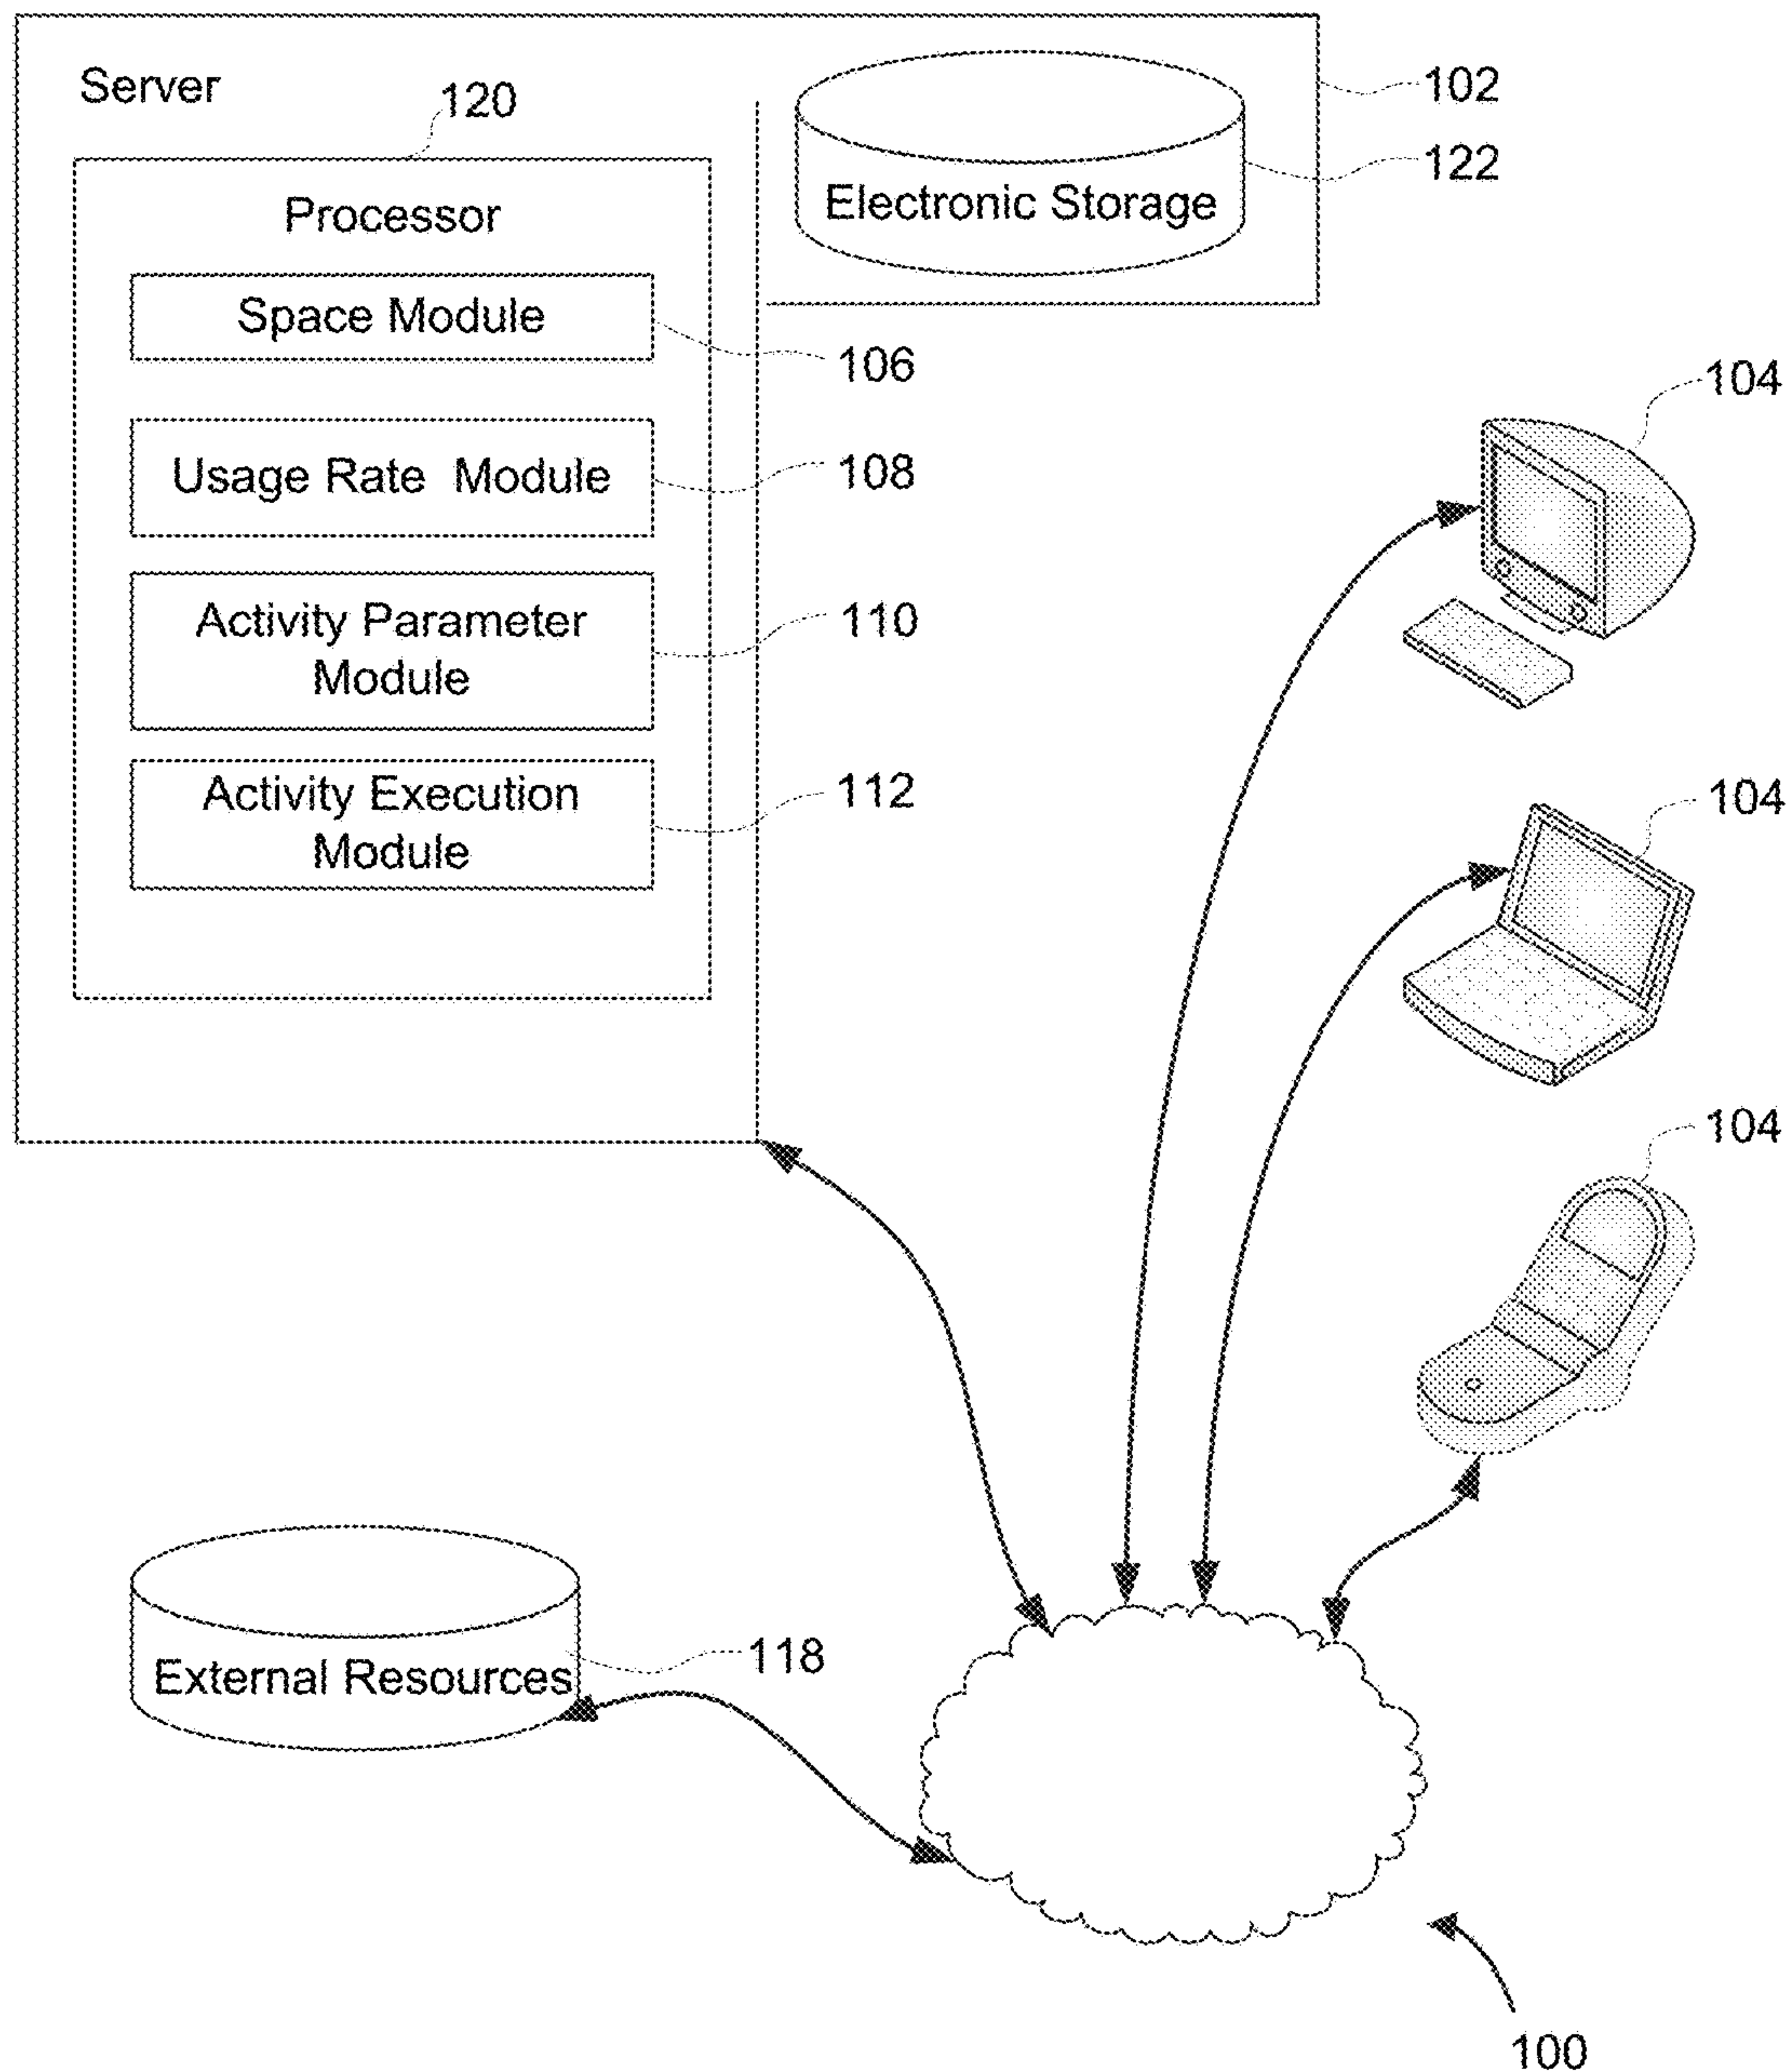 Server
120
102
122
Electronic Storage
Processor
Space Module
106
104
Usage Rate Module
108
Activity Parameter
Module
110
Activity Execution
Module
112
104
104
External Resources
118
100